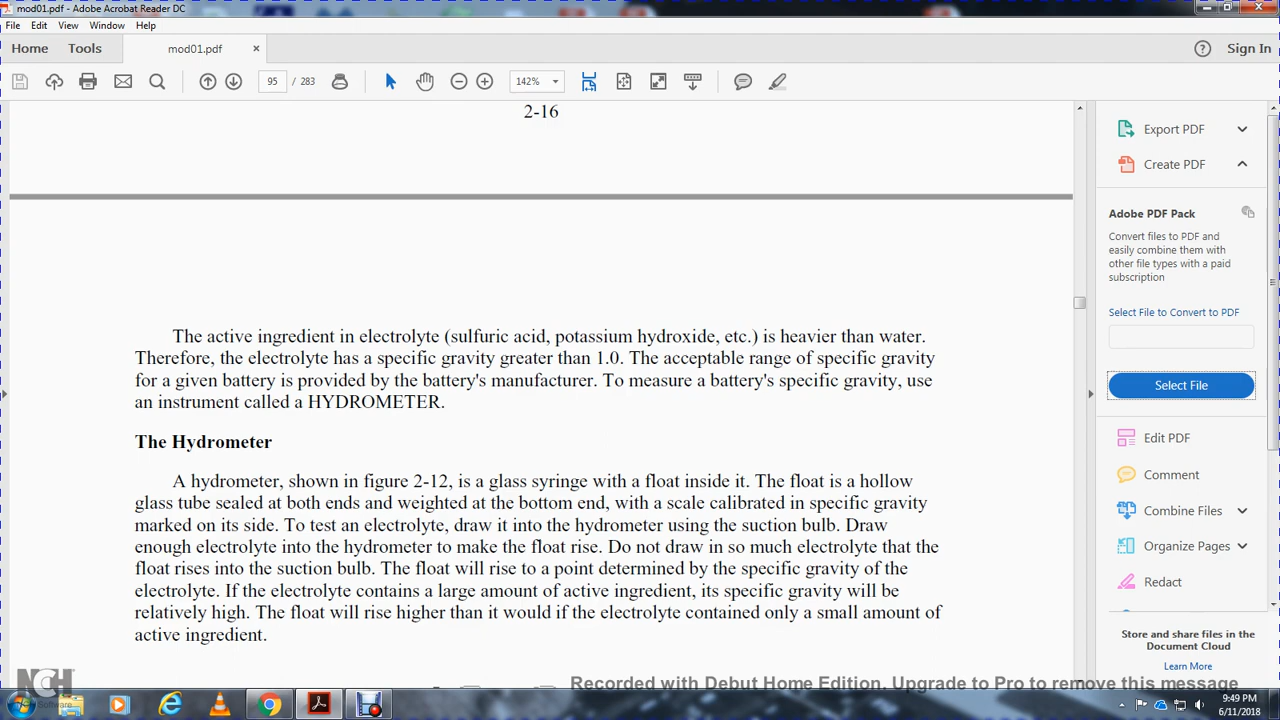 mod01.pdf - Adobe Acrobat Reader DC
File Edit View Window Help
Home Tools mod01.pdf × Sign In
95 / 283 142%
2-16
The active ingredient in electrolyte (sulfuric acid, potassium hydroxide, etc.) is heavier than water.
Therefore, the electrolyte has a specific gravity greater than 1.0. The acceptable range of specific gravity
for a given battery is provided by the battery's manufacturer. To measure a battery's specific gravity, use
an instrument called a HYDROMETER.
The Hydrometer
A hydrometer, shown in figure 2-12, is a glass syringe with a float inside it. The float is a hollow
glass tube sealed at both ends and weighted at the bottom end, with a scale calibrated in specific gravity
marked on its side. To test an electrolyte, draw it into the hydrometer using the suction bulb. Draw
enough electrolyte into the hydrometer to make the float rise. Do not draw in so much electrolyte that the
float rises into the suction bulb. The float will rise to a point determined by the specific gravity of the
electrolyte. If the electrolyte contains a large amount of active ingredient, its specific gravity will be
relatively high. The float will rise higher than it would if the electrolyte contained only a small amount of
active ingredient.
Export PDF
Create PDF
Adobe PDF Pack
Convert files to PDF and
easily combine them with
other file types with a paid
subscription
Select File to Convert to PDF
Select File
Edit PDF
Comment
Combine Files
Organize Pages
Redact
Store and share files in the
Document Cloud
Learn More
NCH
Software
Recorded with Debut Home Edition. Upgrade to Pro to remove this message
9:49 PM
6/11/2018